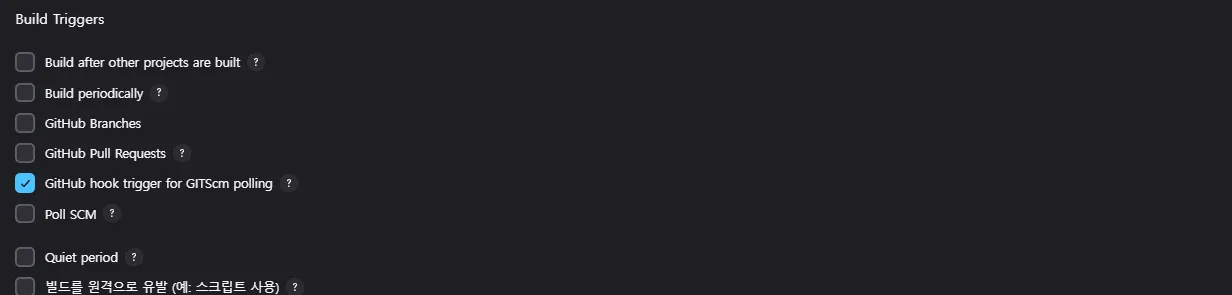 Build Triggers
Build after other projects are built ?
Build periodically ?
GitHub Branches
GitHub Pull Requests ?
GitHub hook trigger for GITScm polling ?
Poll SCM ?
Quiet period ?
빌드를 원격으로 유발 (예: 스크립트 사용) ?